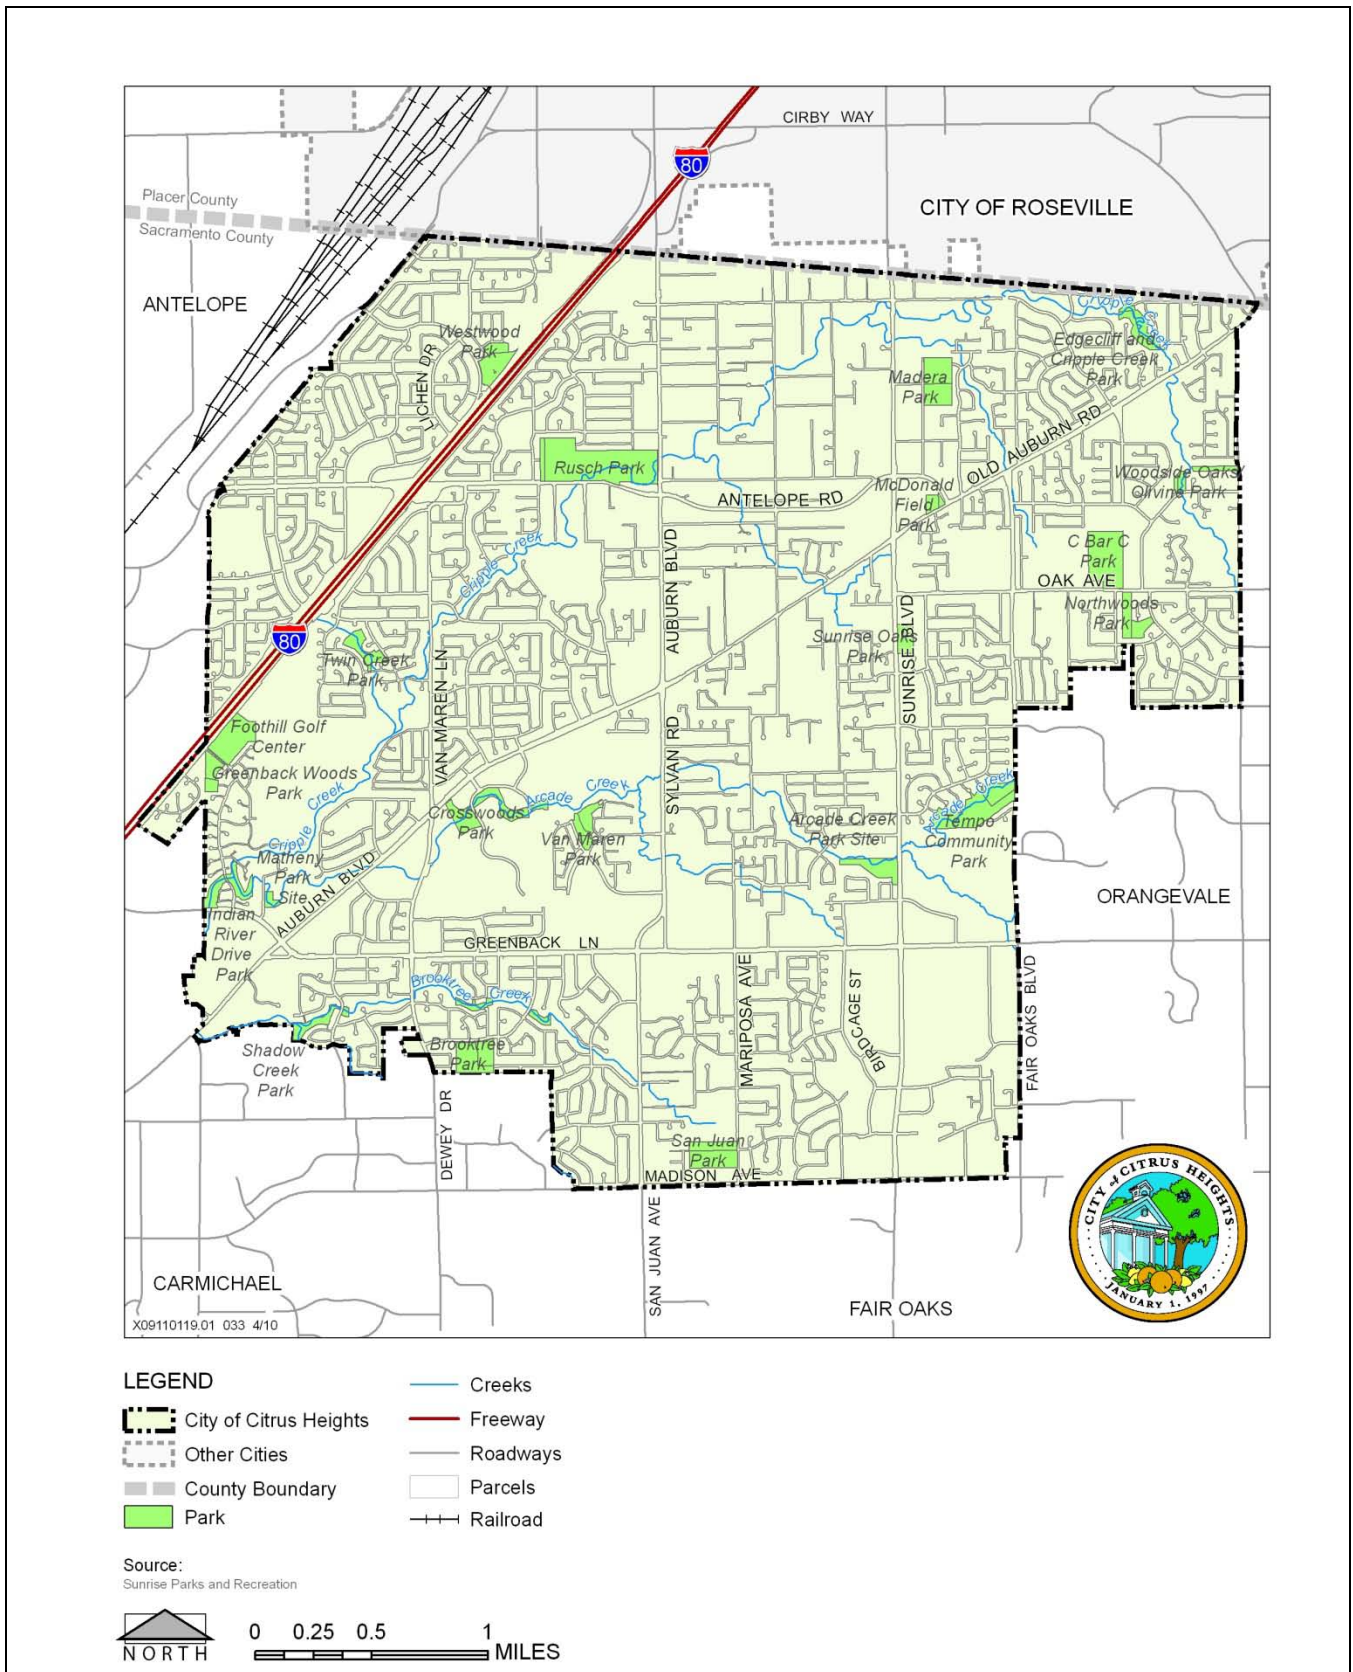 CIRBY WAY
80
Placer County
Sacramento County
CITY OF ROSEVILLE
ANTELOPE
Cripple
Creek
Westwood
Park
LICHEN DR
Edgecliff and
Cripple Creek
Park
Madera
Park
OLD AUBURN RD
Rusch Park
Woodside Oaks/
Olivine Park
McDonald
Field
Park
ANTELOPE RD
Cripple Creek
AUBURN BLVD
C Bar C
Park
OAK AVE
Northwoods
Park
80
Twin Creek
Park
VAN MAREN LN
Sunrise Oaks
Park
SUNRISE BLVD
Foothill Golf
Center
Greenback Woods
Park
SYLVAN RD
Cripple Creek
Crosswoods
Park
Arcade Creek
Van Maren
Park
Arcade Creek
Park Site
Arcade Creek
Tempo
Community
Park
Matheny
Park
Site
AUBURN BLVD
Indian
River
Drive
Park
ORANGEVALE
GREENBACK LN
Brooktree Creek
MARIPOSA AVE
BIRDCAGE ST
FAIR OAKS BLVD
Shadow
Creek
Park
Brooktree
Park
DEWEY DR
San Juan
Park
MADISON AVE
SAN JUAN AVE
CITY of CITRUS HEIGHTS
JANUARY 1, 1997
CARMICHAEL
FAIR OAKS
X09110119.01 033 4/10
LEGEND
City of Citrus Heights
Other Cities
County Boundary
Park
Creeks
Freeway
Roadways
Parcels
Railroad
Source:
Sunrise Parks and Recreation
NORTH
0 0.25 0.5 1
MILES